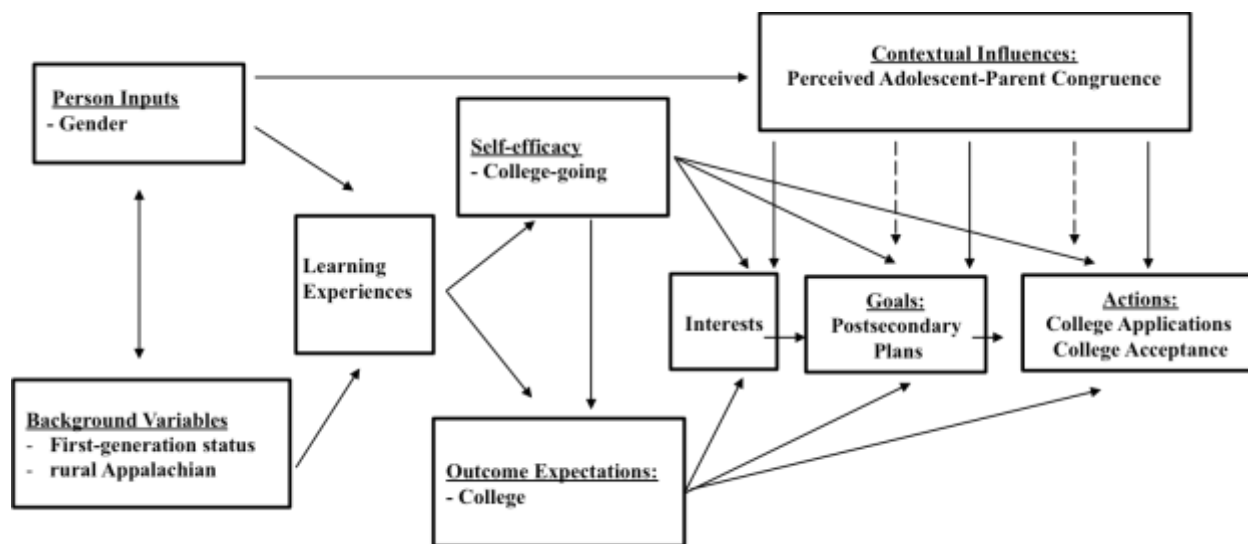 Contextual Influences:
Perceived Adolescent-Parent Congruence
Person Inputs
- Gender
Self-efficacy
- College-going
Learning
Experiences
Interests
Goals:
Postsecondary
Plans
Actions:
College Applications
College Acceptance
Background Variables
- First-generation status
- rural Appalachian
Outcome Expectations:
- College